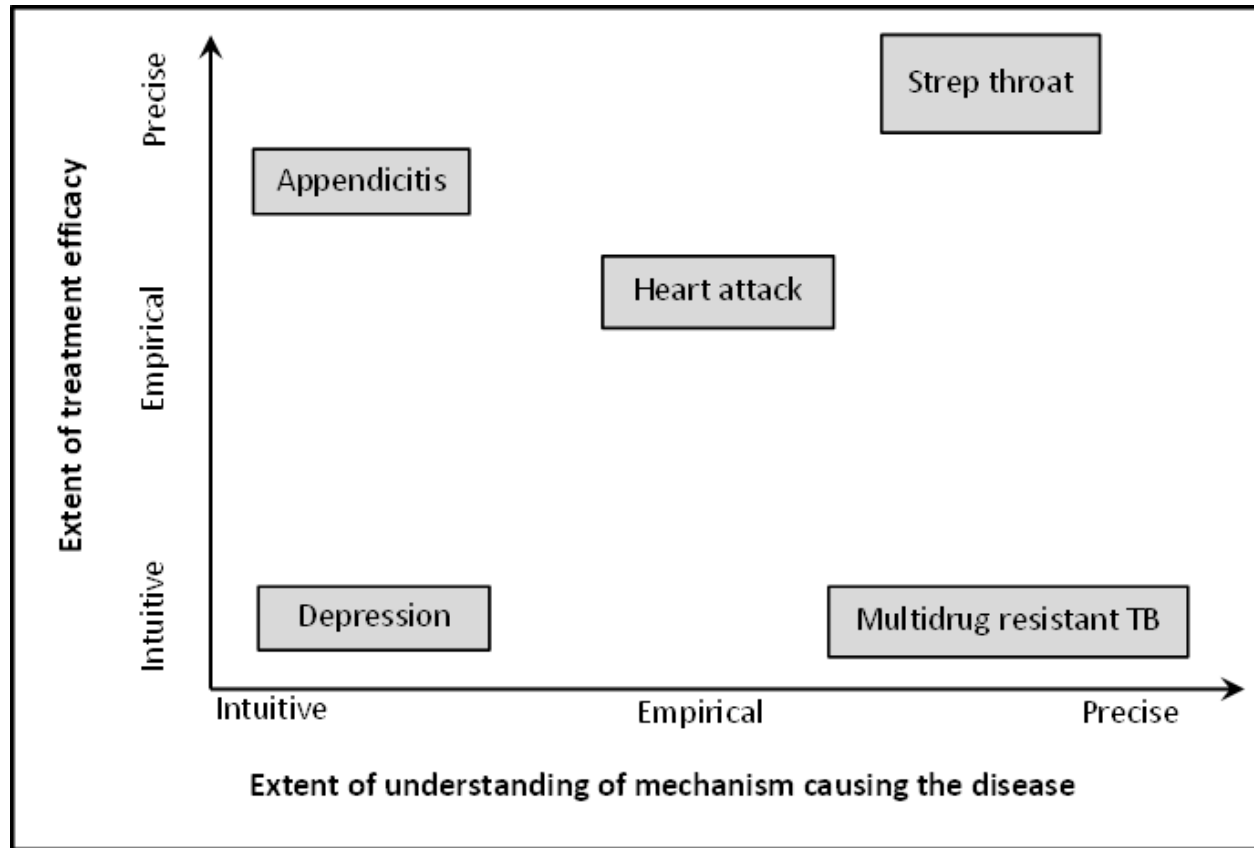 Extent of treatment efficacy
Precise
Empirical
Intuitive
Strep throat
Appendicitis
Heart attack
Depression
Multidrug resistant TB
Intuitive
Empirical
Precise
Extent of understanding of mechanism causing the disease